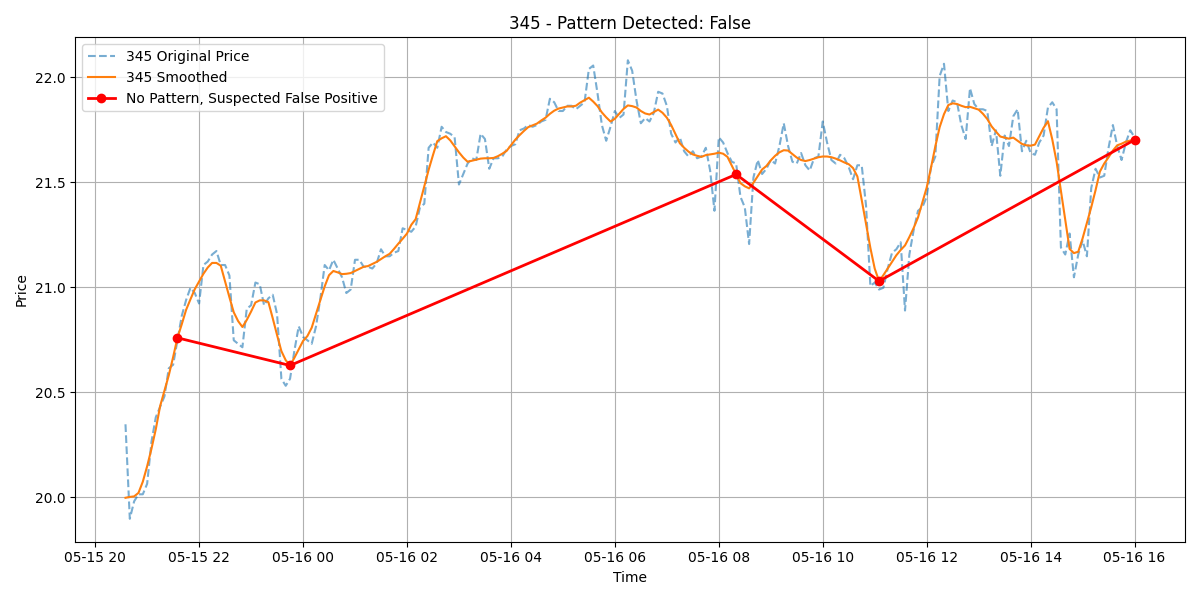 345 - Pattern Detected: False
345 Original Price
345 Smoothed
No Pattern, Suspected False Positive
Price
22.0
21.5
21.0
20.5
20.0
05-15 20
05-15 22
05-16 00
05-16 02
05-16 04
05-16 06
05-16 08
05-16 10
05-16 12
05-16 14
05-16 16
Time